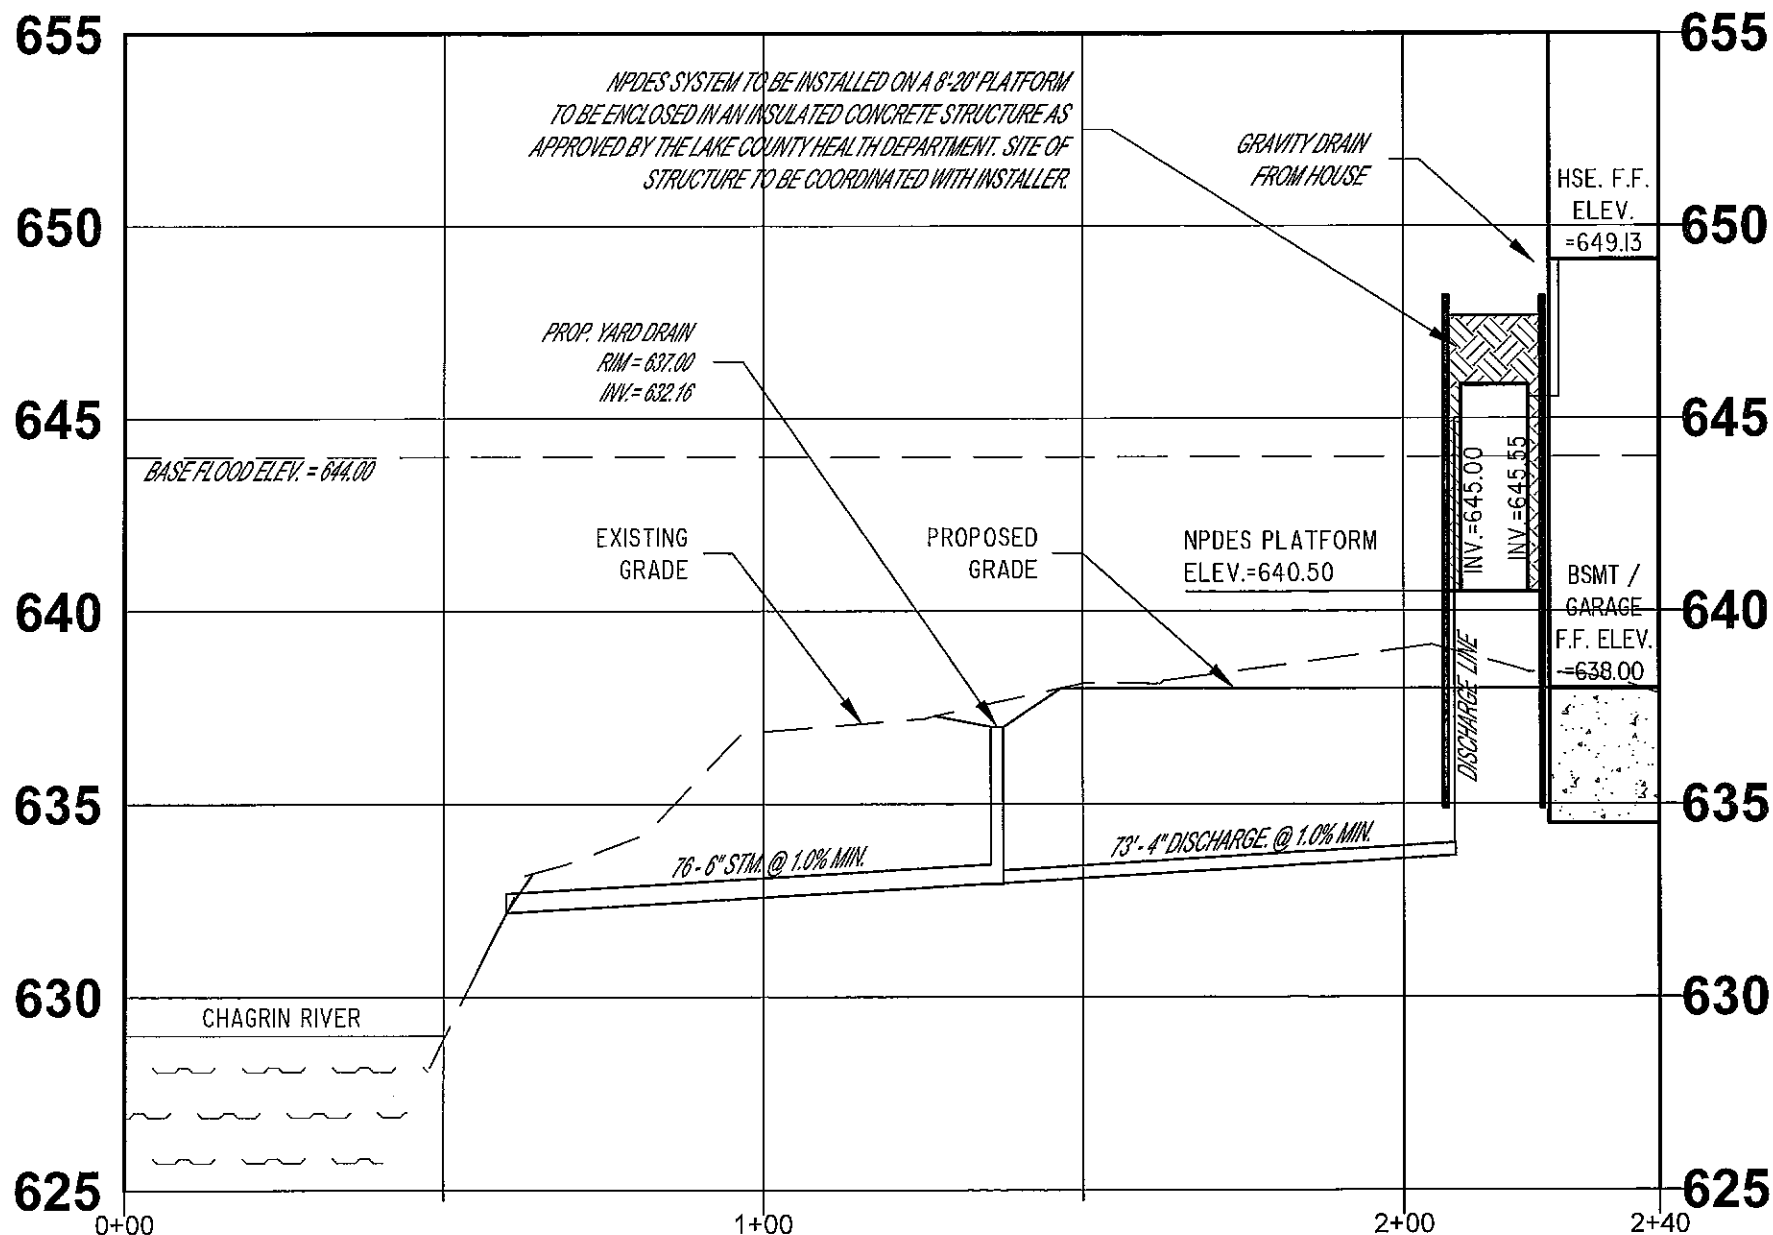 655
655
NPDES SYSTEM TO BE INSTALLED ON A 8'-20' PLATFORM
TO BE ENCLOSED IN AN INSULATED CONCRETE STRUCTURE AS
APPROVED BY THE LAKE COUNTY HEALTH DEPARTMENT. SITE OF
STRUCTURE TO BE COORDINATED WITH INSTALLER.
GRAVITY DRAIN
FROM HOUSE
HSE. F.F.
ELEV.
=649.13
650
650
PROP. YARD DRAIN
RIM = 637.00
INV.= 632.16
645
645
BASE FLOOD ELEV. = 644.00
INV.=645.00
INV.=645.55
EXISTING
GRADE
PROPOSED
GRADE
NPDES PLATFORM
ELEV.=640.50
BSMT /
GARAGE
F.F. ELEV.
=638.00
640
640
DISCHARGE LINE
635
635
76 - 6" STM. @ 1.0% MIN.
73' - 4" DISCHARGE. @ 1.0% MIN.
630
630
CHAGRIN RIVER
625
625
0+00
1+00
2+00
2+40